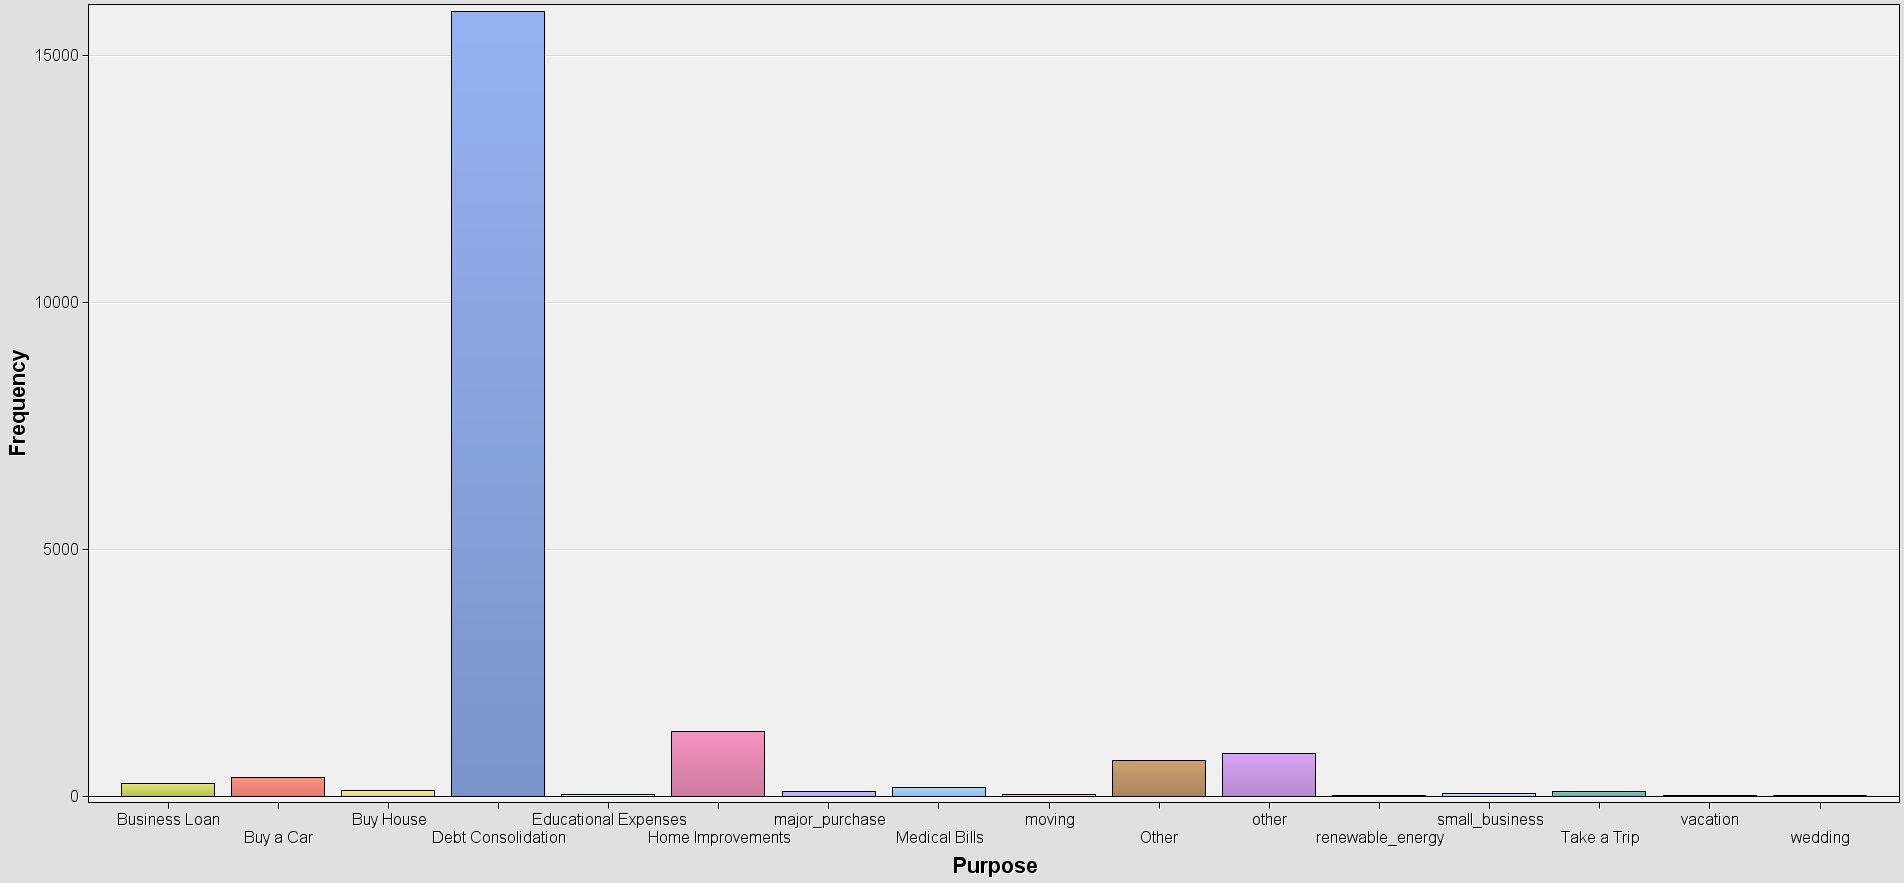 15000
10000
5000
0
Frequency
Business Loan
Buy a Car
Buy House
Debt Consolidation
Educational Expenses
Home Improvements
major_purchase
Medical Bills
moving
Other
other
renewable_energy
small_business
Take a Trip
vacation
wedding
Purpose